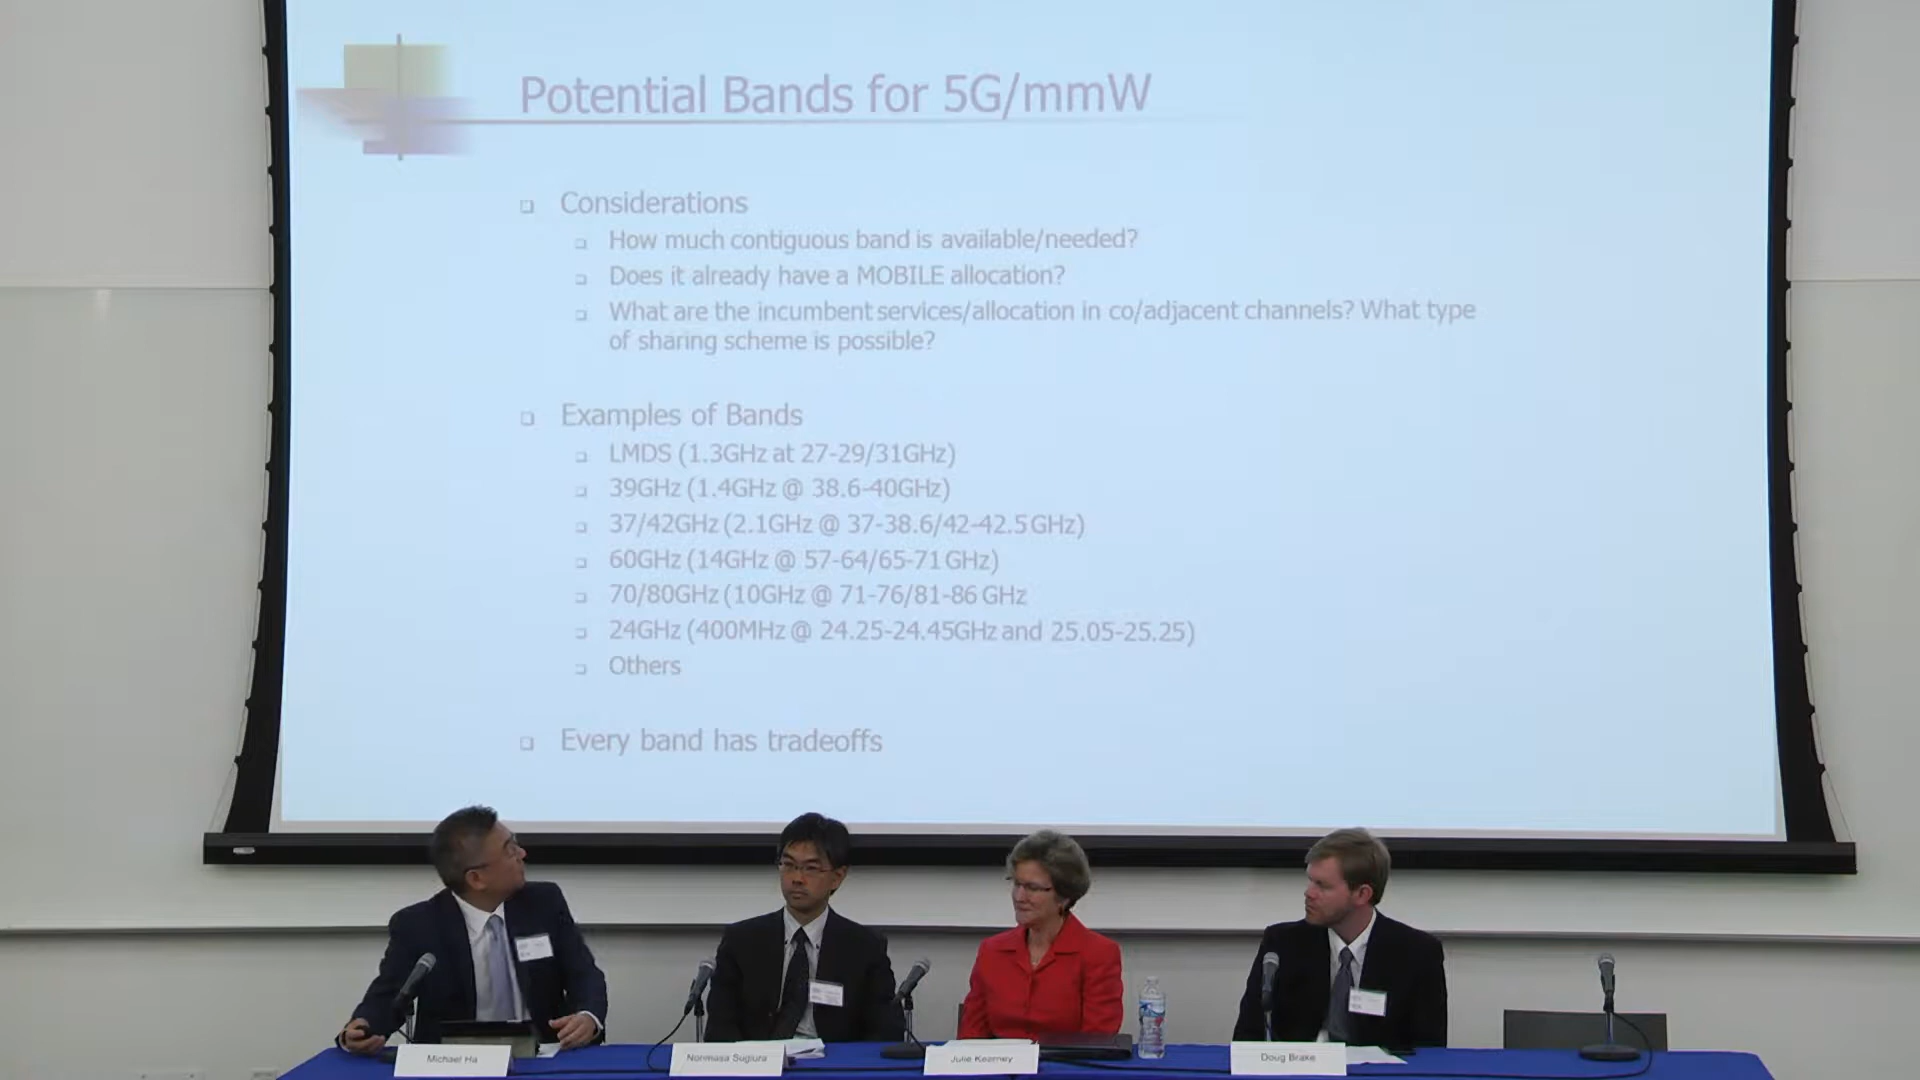 Potential Bands for 5G/mmW
Considerations
How much contiguous band is available/needed?
Does it already have a MOBILE allocation?
What are the incumbent services/allocation in co/adjacent channels? What type
of sharing scheme is possible?
Examples of Bands
LMDS (1.3GHz at 27-29/31GHz)
39GHz (1.4GHz @ 38.6-40GHz)
37/42GHz (2.1GHz @ 37-38.6/42-42.5GHz)
60GHz (14GHz @ 57-64/65-71GHz)
70/80GHz (10GHz @ 71-76/81-86 GHz
24GHz (400MHz @ 24.25-24.45GHz and 25.05-25.25)
Others
Every band has tradeoffs
Michael Ha
Norimasa Sugiura
Julie Kearney
Doug Brake